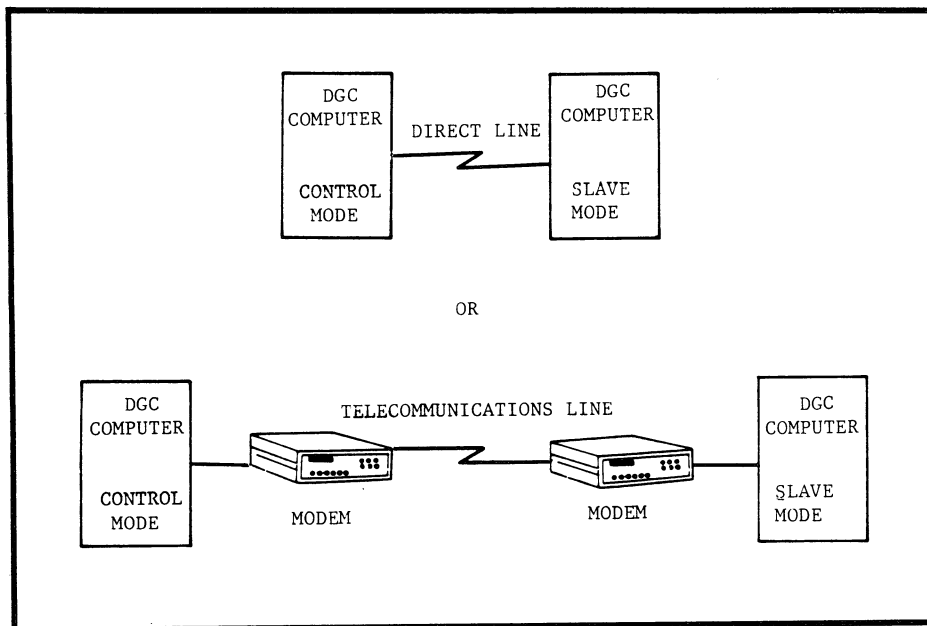 DGC
COMPUTER
CONTROL
MODE
DIRECT LINE
DGC
COMPUTER
SLAVE
MODE
OR
DGC
COMPUTER
CONTROL
MODE
TELECOMMUNICATIONS LINE
MODEM
MODEM
DGC
COMPUTER
SLAVE
MODE